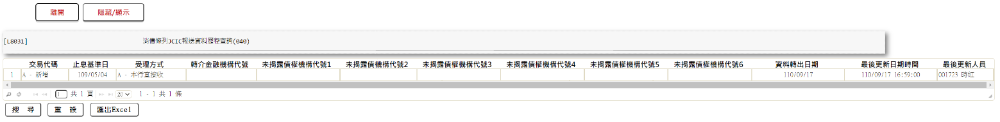 離開 隱藏/顯示
[L8031] 消債條列JCIC報送資料歷程查詢(040)
交易代碼 止息基準日 受理方式 轉介金融機構代號 未揭露債權機構代號1 未揭露債機構代號2 未揭露債權機構代號3 未揭露債權機構代號4 未揭露債權機構代號5 未揭露債權機構代號6 資料轉出日期 最後更新日期時間 最後更新人員
1 A - 新增 109/05/04 A - 本行直接收 110/09/17 110/09/17 16:59:00 001723 時紅
1 共 1 頁 20 1 - 1 共 1 條
搜 尋 重 設 匯出Excel